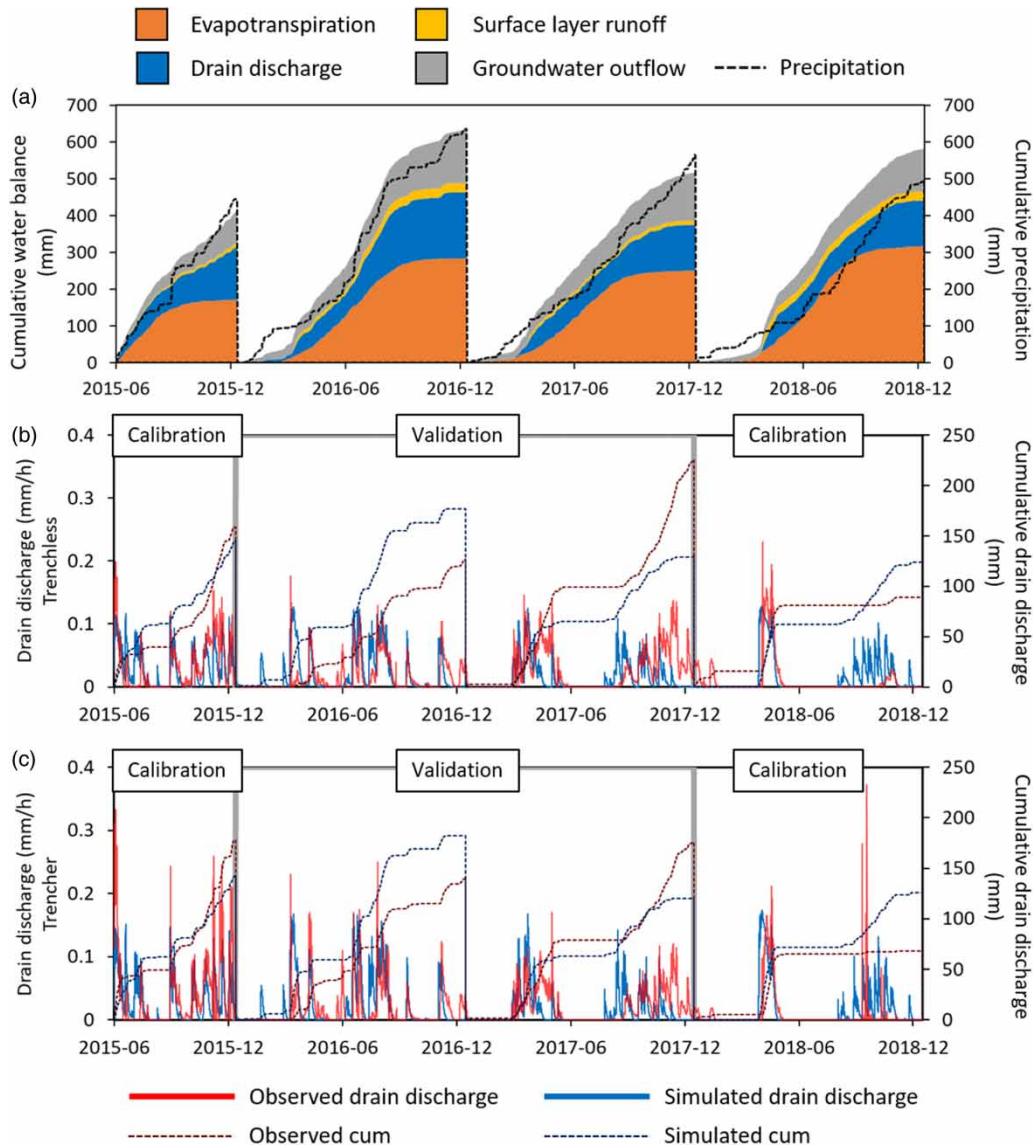 Evapotranspiration Surface layer runoff
Drain discharge Groundwater outflow Precipitation
(a)
Cumulative water balance
(mm)
700
600
500
400
300
200
100
0
700
600
500
400
300
200
100
0
Cumulative precipitation
(mm)
2015-06 2015-12 2016-06 2016-12 2017-06 2017-12 2018-06 2018-12
(b)
Calibration Validation Calibration
Drain discharge (mm/h)
Trenchless
0.4
0.3
0.2
0.1
0
250
200
150
100
50
0
Cumulative drain discharge
(mm)
2015-06 2015-12 2016-06 2016-12 2017-06 2017-12 2018-06 2018-12
(c)
Calibration Validation Calibration
Drain discharge (mm/h)
Trencher
0.4
0.3
0.2
0.1
0
250
200
150
100
50
0
Cumulative drain discharge
(mm)
2015-06 2015-12 2016-06 2016-12 2017-06 2017-12 2018-06 2018-12
Observed drain discharge Simulated drain discharge
Observed cum Simulated cum